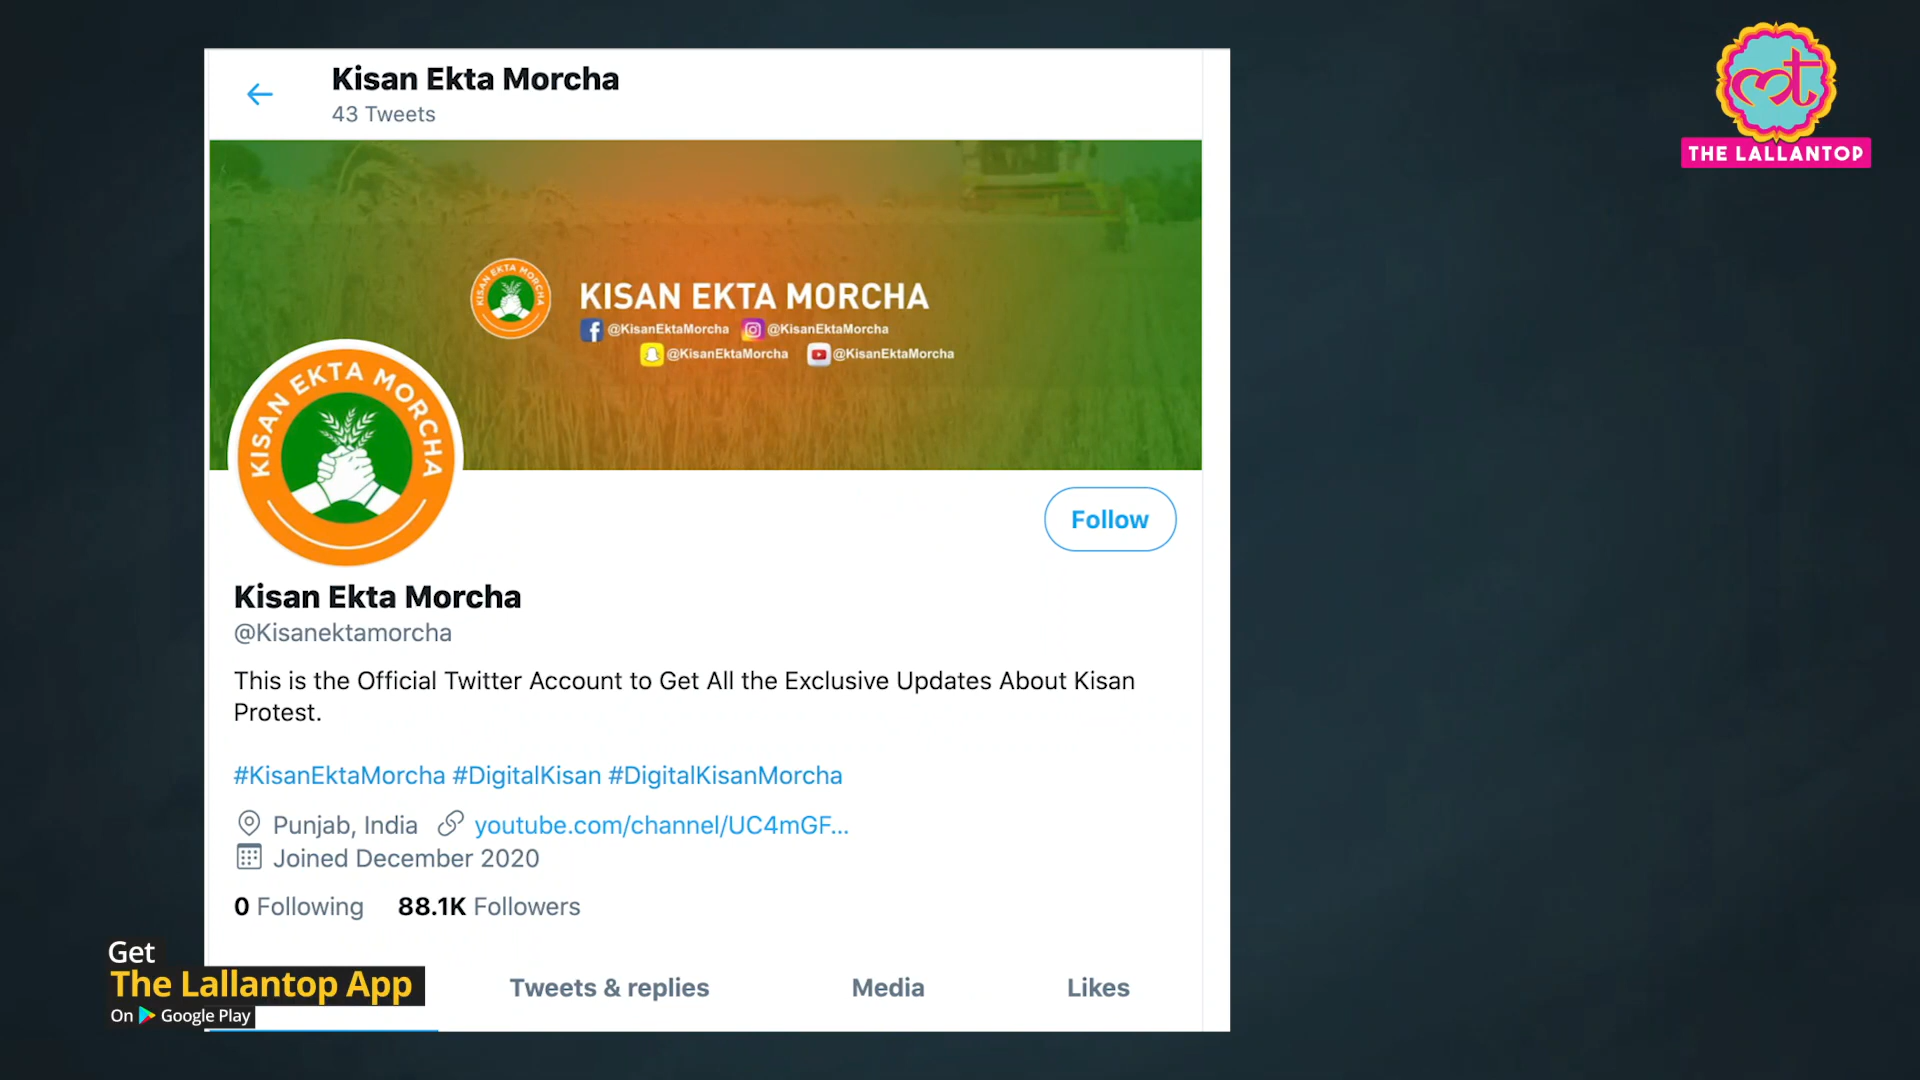 THE LALLANTOP
Kisan Ekta Morcha
43 Tweets
KISAN EKTA MORCHA
KISAN EKTA MORCHA
@KisanEktaMorcha @KisanEktaMorcha
@KisanEktaMorcha @KisanEktaMorcha
KISAN EKTA MORCHA
Follow
Kisan Ekta Morcha
@Kisanektamorcha
This is the Official Twitter Account to Get All the Exclusive Updates About Kisan
Protest.
#KisanEktaMorcha #DigitalKisan #DigitalKisanMorcha
Punjab, India youtube.com/channel/UC4mGF...
Joined December 2020
0 Following 88.1K Followers
Tweets & replies Media Likes
Get
The Lallantop App
On Google Play